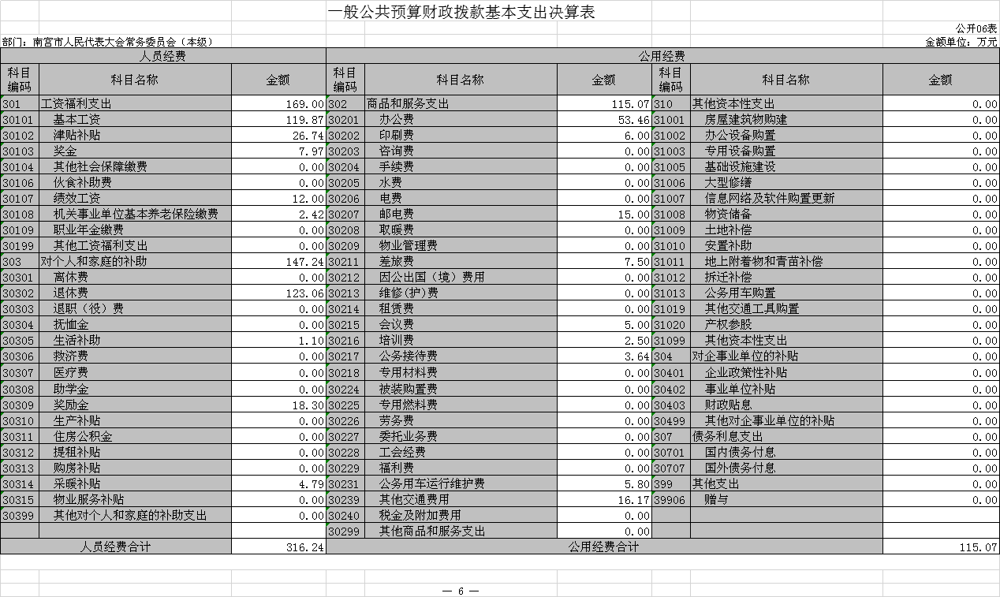 一般公共预算财政拨款基本支出决算表
公开06表
部门：南宫市人民代表大会常务委员会（本级） 金额单位：万元
人员经费 公用经费
科目编码 科目名称 金额 科目编码 科目名称 金额 科目编码 科目名称 金额
301 工资福利支出 169.00 302 商品和服务支出 115.07 310 其他资本性支出 0.00
30101 基本工资 119.87 30201 办公费 53.46 31001 房屋建筑物购建 0.00
30102 津贴补贴 26.74 30202 印刷费 6.00 31002 办公设备购置 0.00
30103 奖金 7.97 30203 咨询费 0.00 31003 专用设备购置 0.00
30104 其他社会保障缴费 0.00 30204 手续费 0.00 31005 基础设施建设 0.00
30106 伙食补助费 0.00 30205 水费 0.00 31006 大型修缮 0.00
30107 绩效工资 12.00 30206 电费 0.00 31007 信息网络及软件购置更新 0.00
30108 机关事业单位基本养老保险缴费 2.42 30207 邮电费 15.00 31008 物资储备 0.00
30109 职业年金缴费 0.00 30208 取暖费 0.00 31009 土地补偿 0.00
30199 其他工资福利支出 0.00 30209 物业管理费 0.00 31010 安置补助 0.00
303 对个人和家庭的补助 147.24 30211 差旅费 7.50 31011 地上附着物和青苗补偿 0.00
30301 离休费 0.00 30212 因公出国（境）费用 0.00 31012 拆迁补偿 0.00
30302 退休费 123.06 30213 维修(护)费 0.00 31013 公务用车购置 0.00
30303 退职（役）费 0.00 30214 租赁费 0.00 31019 其他交通工具购置 0.00
30304 抚恤金 0.00 30215 会议费 5.00 31020 产权参股 0.00
30305 生活补助 1.10 30216 培训费 2.50 31099 其他资本性支出 0.00
30306 救济费 0.00 30217 公务接待费 3.64 304 对企事业单位的补贴 0.00
30307 医疗费 0.00 30218 专用材料费 0.00 30401 企业政策性补贴 0.00
30308 助学金 0.00 30224 被装购置费 0.00 30402 事业单位补贴 0.00
30309 奖励金 18.30 30225 专用燃料费 0.00 30403 财政贴息 0.00
30310 生产补贴 0.00 30226 劳务费 0.00 30499 其他对企事业单位的补贴 0.00
30311 住房公积金 0.00 30227 委托业务费 0.00 307 债务利息支出 0.00
30312 提租补贴 0.00 30228 工会经费 0.00 30701 国内债务付息 0.00
30313 购房补贴 0.00 30229 福利费 0.00 30707 国外债务付息 0.00
30314 采暖补贴 4.79 30231 公务用车运行维护费 5.80 399 其他支出 0.00
30315 物业服务补贴 0.00 30239 其他交通费用 16.17 39906 赠与 0.00
30399 其他对个人和家庭的补助支出 0.00 30240 税金及附加费用 0.00
30299 其他商品和服务支出 0.00
人员经费合计 316.24 公用经费合计 115.07
— 6 —